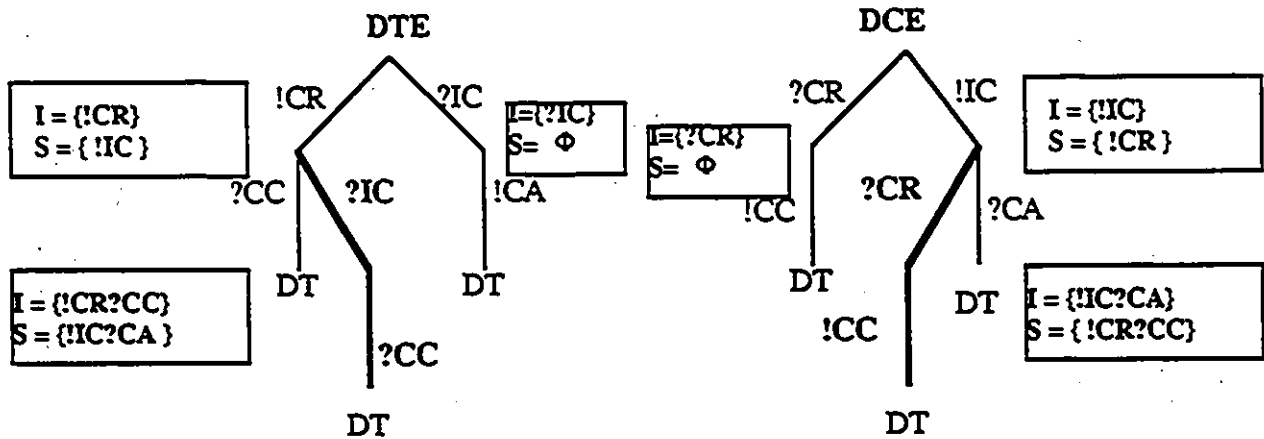 DTE
DCE
!CR
?IC
?CR
!IC
I = {!CR}
S = { !IC }
I={?IC}
S= Φ
I={?CR}
S= Φ
I = {!IC}
S = { !CR }
?CC
?IC
!CA
!CC
?CR
?CA
DT
DT
DT
DT
I = {!CR?CC}
S = {!IC?CA }
I = {!IC?CA}
S = { !CR?CC}
?CC
!CC
DT
DT